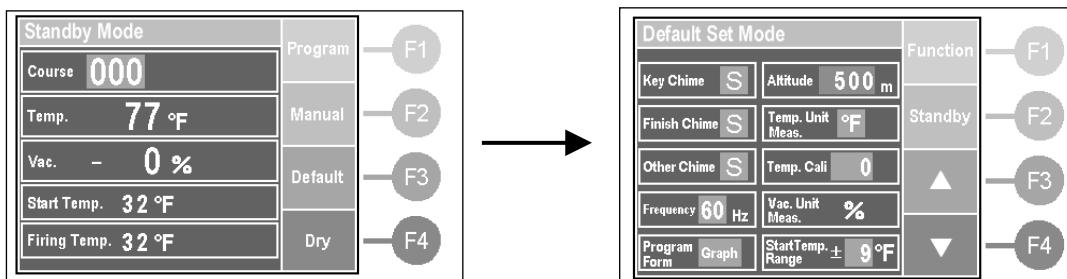 Standby Mode
Course 000
Temp. 77 °F
Vac. – 0 %
Start Temp. 32 °F
Firing Temp. 32 °F
Program F1
Manual F2
Default F3
Dry F4
Default Set Mode
Key Chime S Altitude 500 m
Finish Chime S Temp. Unit Meas. °F
Other Chime S Temp. Cali 0
Frequency 60 Hz Vac. Unit Meas. %
Program Form Graph StartTemp. Range ± 9 °F
Function F1
Standby F2
▲ F3
▼ F4